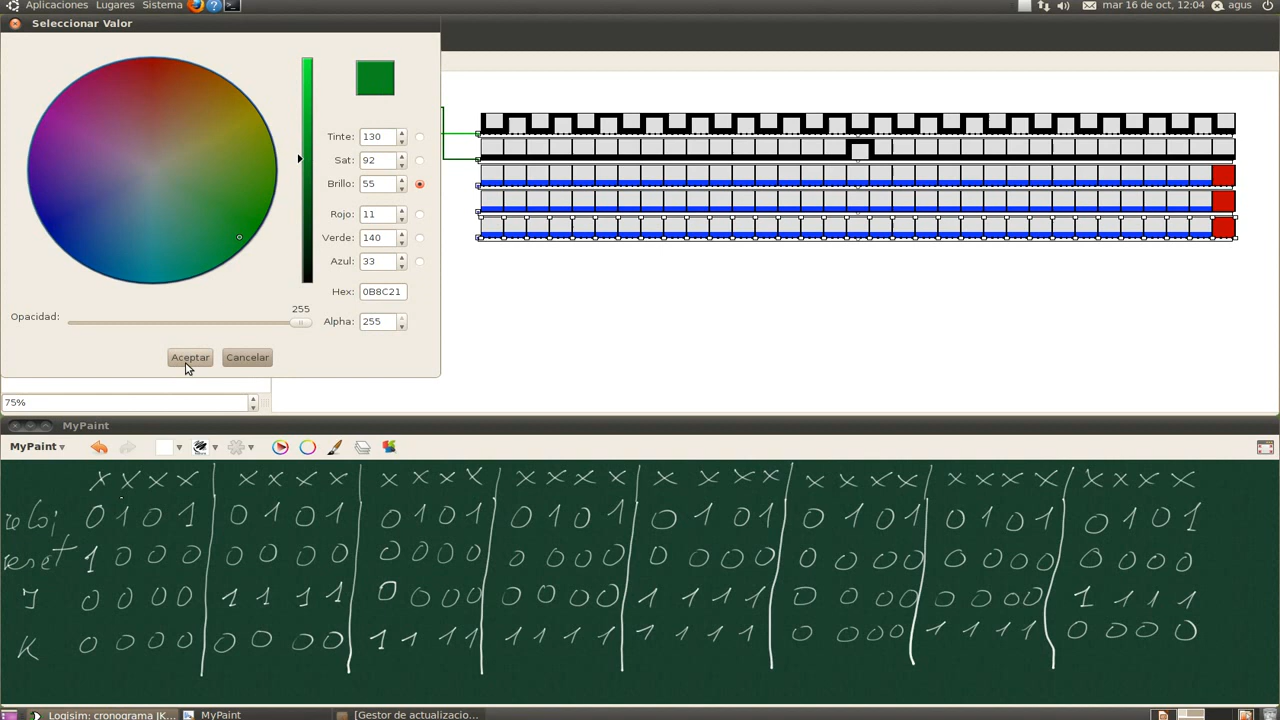 Aplicaciones Lugares Sistema
mar 16 de oct, 12:04 agus
Seleccionar Valor
Tinte: 130
Sat: 92
Brillo: 55
Rojo: 11
Verde: 140
Azul: 33
Hex: 0B8C21
255
Opacidad:
Alpha: 255
Aceptar Cancelar
75%
MyPaint
MyPaint
x x x x x x x x x x x x x x x x x x x x x x x x x x x x x x x x
reloj 0 1 0 1 0 1 0 1 0 1 0 1 0 1 0 1 0 1 0 1 0 1 0 1 0 1 0 1 0 1 0 1
reset 1 0 0 0 0 0 0 0 0 0 0 0 0 0 0 0 0 0 0 0 0 0 0 0 0 0 0 0 0 0 0 0
J 0 0 0 0 1 1 1 1 0 0 0 0 0 0 0 0 1 1 1 1 0 0 0 0 0 0 0 0 1 1 1 1
K 0 0 0 0 0 0 0 0 1 1 1 1 1 1 1 1 1 1 1 1 0 0 0 0 1 1 1 1 0 0 0 0
Logisim: cronograma JK... MyPaint [Gestor de actualizacio...